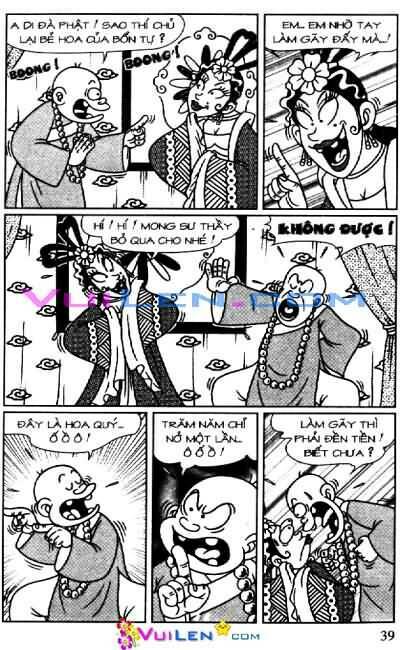 A DI ĐÀ PHẬT! SAO THÍ CHỦ
LẠI BẺ HOA CỦA BỔN TỰ?
BOONG!
BOONG!
EM... EM NHỠ TAY
LÀM GÃY ĐẤY MÀ...!
HÍ! HÍ! MONG SƯ THẦY
BỎ QUA CHO NHÉ!
KHÔNG ĐƯỢC!
VUILEN.COM
ĐÂY LÀ HOA QUÝ...
Ồ Ồ Ồ!
TRĂM NĂM CHỈ
NỞ MỘT LẦN...
Ồ Ồ Ồ!
LÀM GÃY THÌ
PHẢI ĐỀN TIỀN!
BIẾT CHƯA?
VUILEN.COM
39